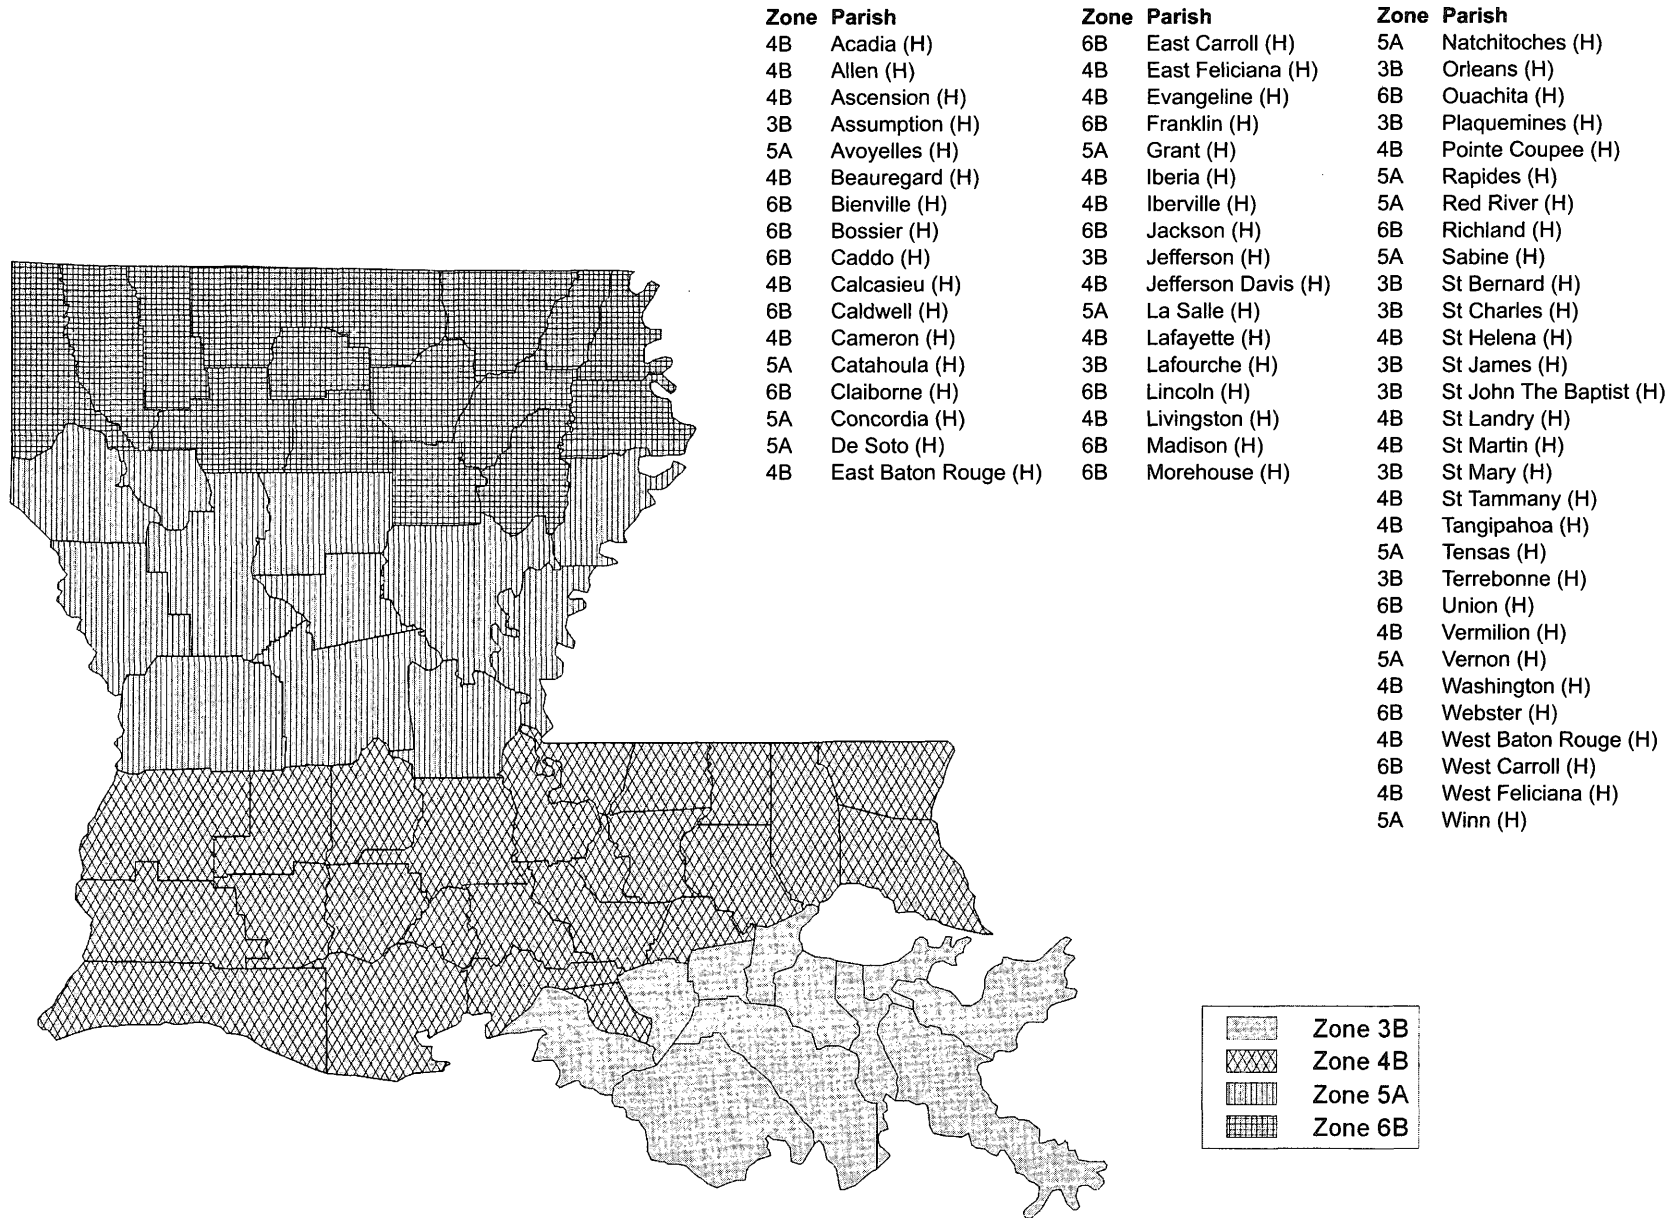 Zone Parish
4B Acadia (H)
4B Allen (H)
4B Ascension (H)
3B Assumption (H)
5A Avoyelles (H)
4B Beauregard (H)
6B Bienville (H)
6B Bossier (H)
6B Caddo (H)
4B Calcasieu (H)
6B Caldwell (H)
4B Cameron (H)
5A Catahoula (H)
6B Claiborne (H)
5A Concordia (H)
5A De Soto (H)
4B East Baton Rouge (H)
Zone Parish
6B East Carroll (H)
4B East Feliciana (H)
4B Evangeline (H)
6B Franklin (H)
5A Grant (H)
4B Iberia (H)
4B Iberville (H)
6B Jackson (H)
3B Jefferson (H)
4B Jefferson Davis (H)
5A La Salle (H)
4B Lafayette (H)
3B Lafourche (H)
6B Lincoln (H)
4B Livingston (H)
6B Madison (H)
6B Morehouse (H)
Zone Parish
5A Natchitoches (H)
3B Orleans (H)
6B Ouachita (H)
3B Plaquemines (H)
4B Pointe Coupee (H)
5A Rapides (H)
5A Red River (H)
6B Richland (H)
5A Sabine (H)
3B St Bernard (H)
3B St Charles (H)
4B St Helena (H)
3B St James (H)
3B St John The Baptist (H)
4B St Landry (H)
4B St Martin (H)
3B St Mary (H)
4B St Tammany (H)
4B Tangipahoa (H)
5A Tensas (H)
3B Terrebonne (H)
6B Union (H)
4B Vermilion (H)
5A Vernon (H)
4B Washington (H)
6B Webster (H)
4B West Baton Rouge (H)
6B West Carroll (H)
4B West Feliciana (H)
5A Winn (H)
Zone 3B
Zone 4B
Zone 5A
Zone 6B